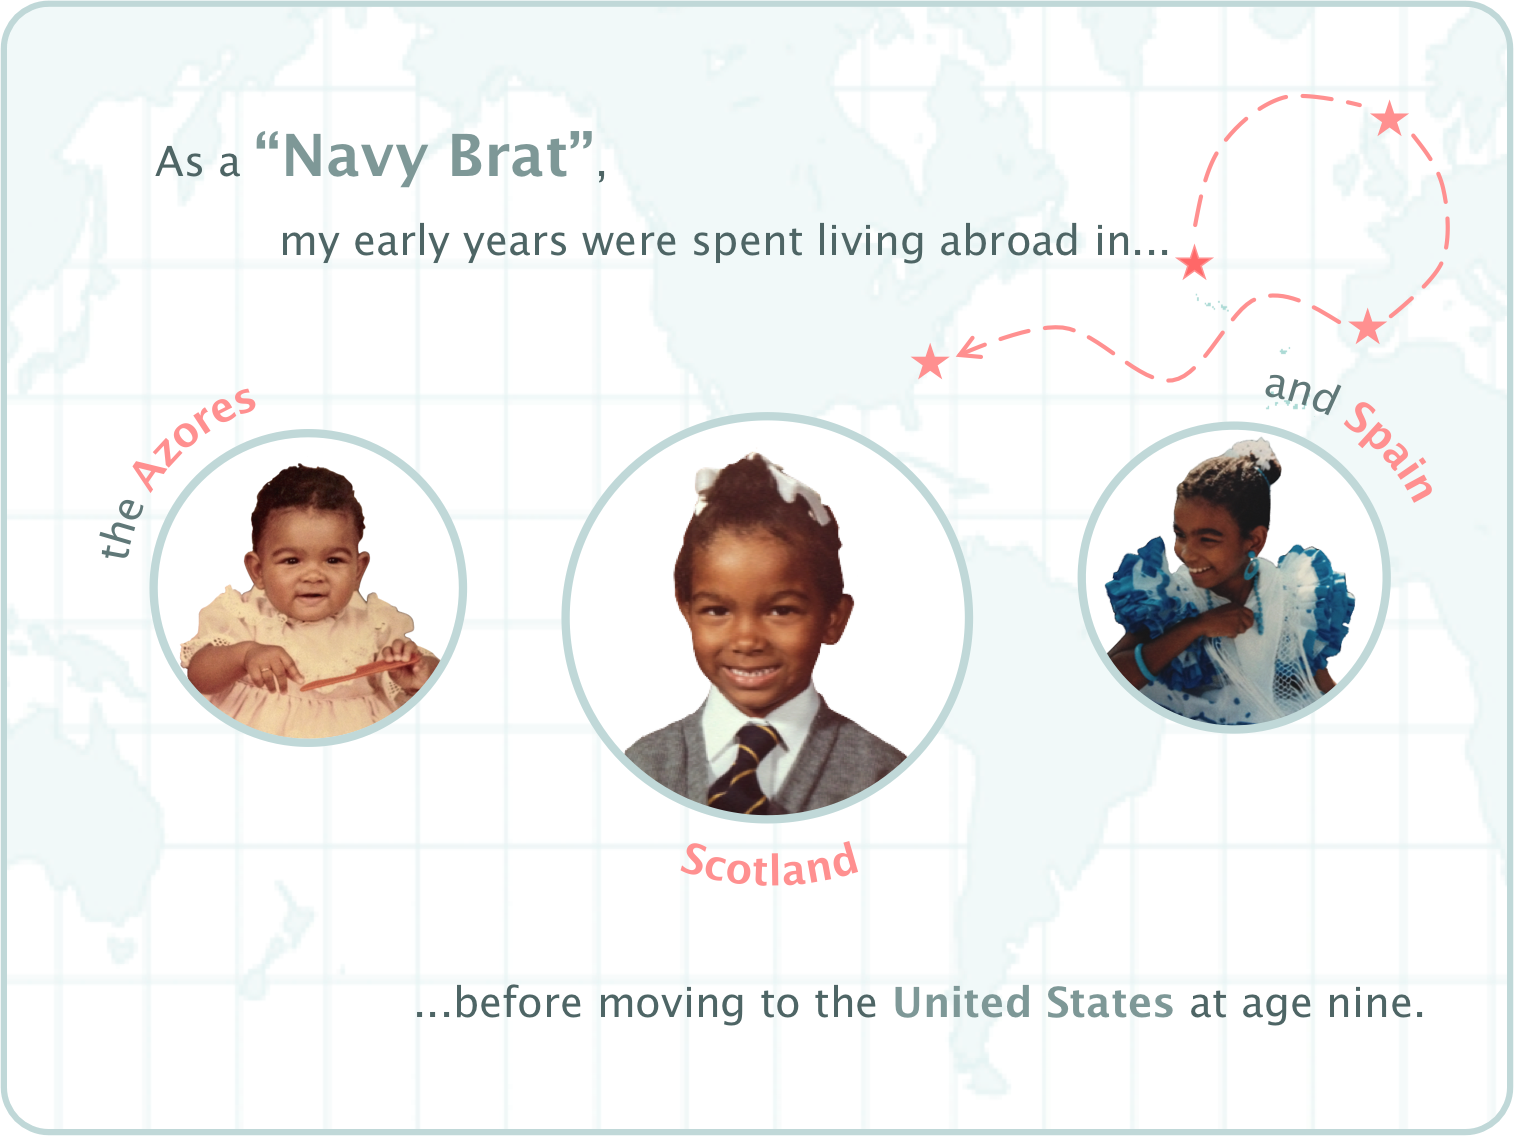 As a “Navy Brat”,
my early years were spent living abroad in...
the Azores
Scotland
and Spain
...before moving to the United States at age nine.